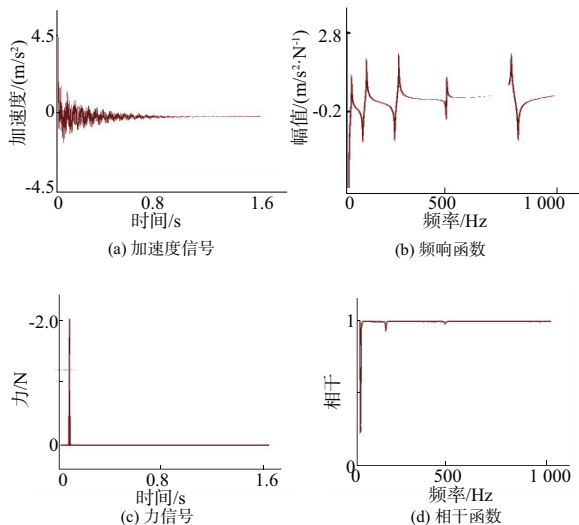 4.5
0
-4.5
加速度/(m/s²)
0
0.8
1.6
时间/s
(a) 加速度信号
2.8
-0.2
幅值/(m/s²·N⁻¹)
0
500
1 000
频率/Hz
(b) 频响函数
-2.0
0
力/N
0
0.8
1.6
时间/s
(c) 力信号
1
0
相干
500
1 000
频率/Hz
(d) 相干函数